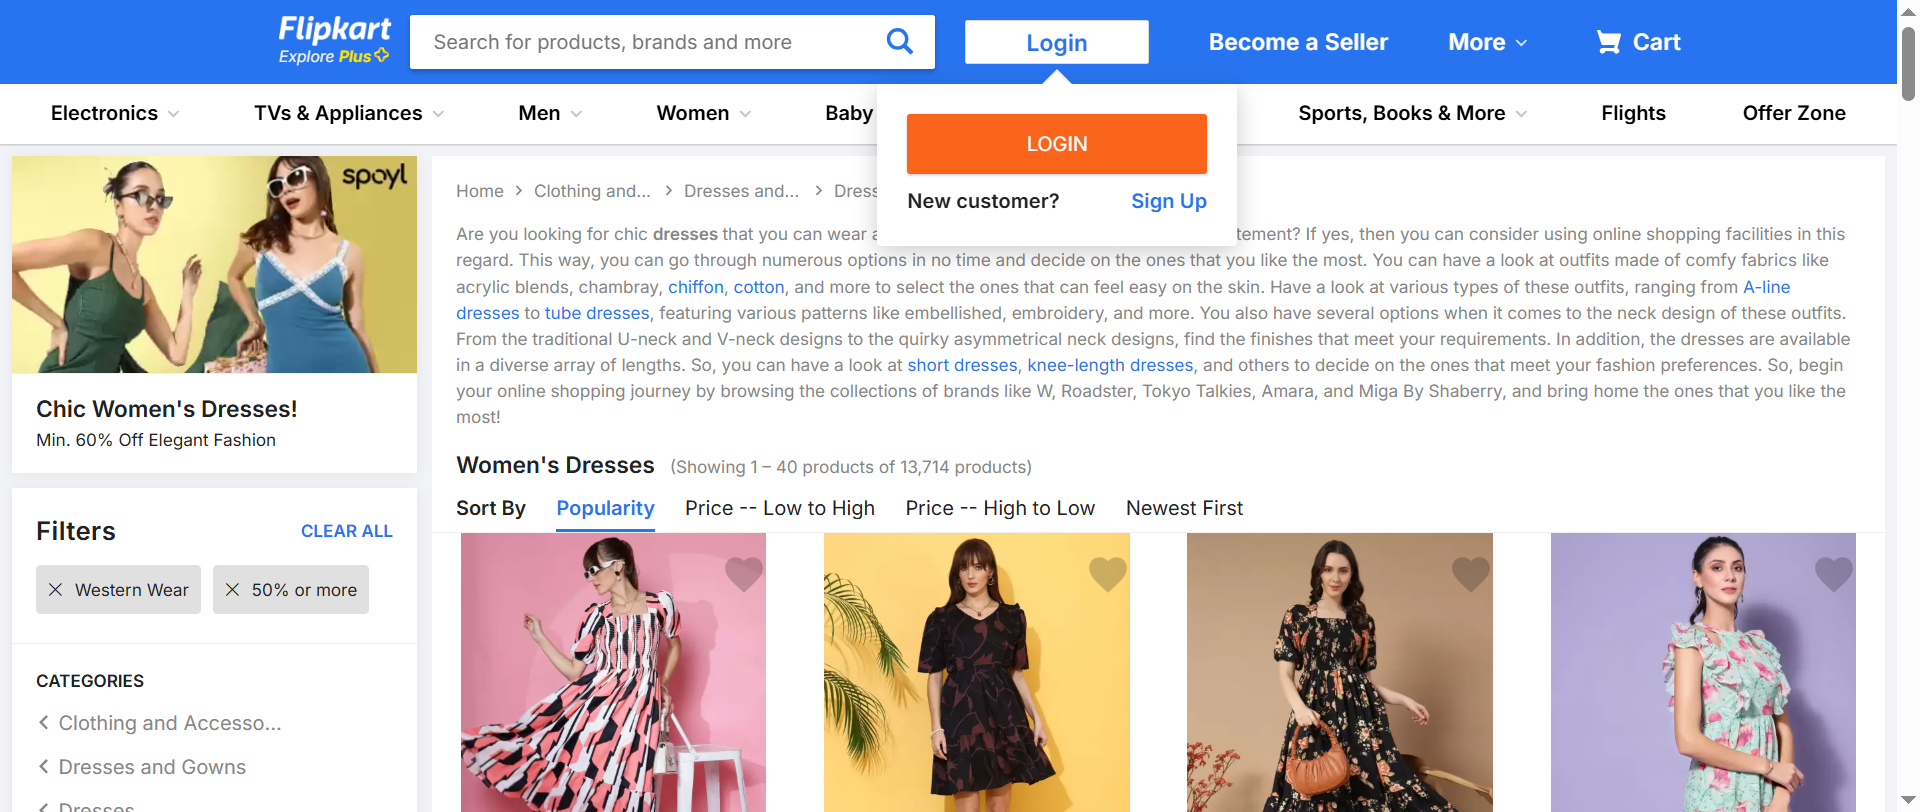 Flipkart
Explore Plus
Search for products, brands and more
Login
Become a Seller
More
Cart
Electronics
TVs & Appliances
Men
Women
Baby
Sports, Books & More
Flights
Offer Zone
LOGIN
New customer?
Sign Up
spoyl
Chic Women's Dresses!
Min. 60% Off Elegant Fashion
Filters
CLEAR ALL
Western Wear
50% or more
CATEGORIES
Clothing and Accesso...
Dresses and Gowns
Dresses
Home
Clothing and...
Dresses and...
Are you looking for chic dresses that you can wear
tement? If yes, then you can consider using online shopping facilities in this
regard. This way, you can go through numerous options in no time and decide on the ones that you like the most. You can have a look at outfits made of comfy fabrics like
acrylic blends, chambray, chiffon, cotton, and more to select the ones that can feel easy on the skin. Have a look at various types of these outfits, ranging from A-line
dresses to tube dresses, featuring various patterns like embellished, embroidery, and more. You also have several options when it comes to the neck design of these outfits.
From the traditional U-neck and V-neck designs to the quirky asymmetrical neck designs, find the finishes that meet your requirements. In addition, the dresses are available
in a diverse array of lengths. So, you can have a look at short dresses, knee-length dresses, and others to decide on the ones that meet your fashion preferences. So, begin
your online shopping journey by browsing the collections of brands like W, Roadster, Tokyo Talkies, Amara, and Miga By Shaberry, and bring home the ones that you like the
most!
Women's Dresses (Showing 1 – 40 products of 13,714 products)
Sort By
Popularity
Price -- Low to High
Price -- High to Low
Newest First